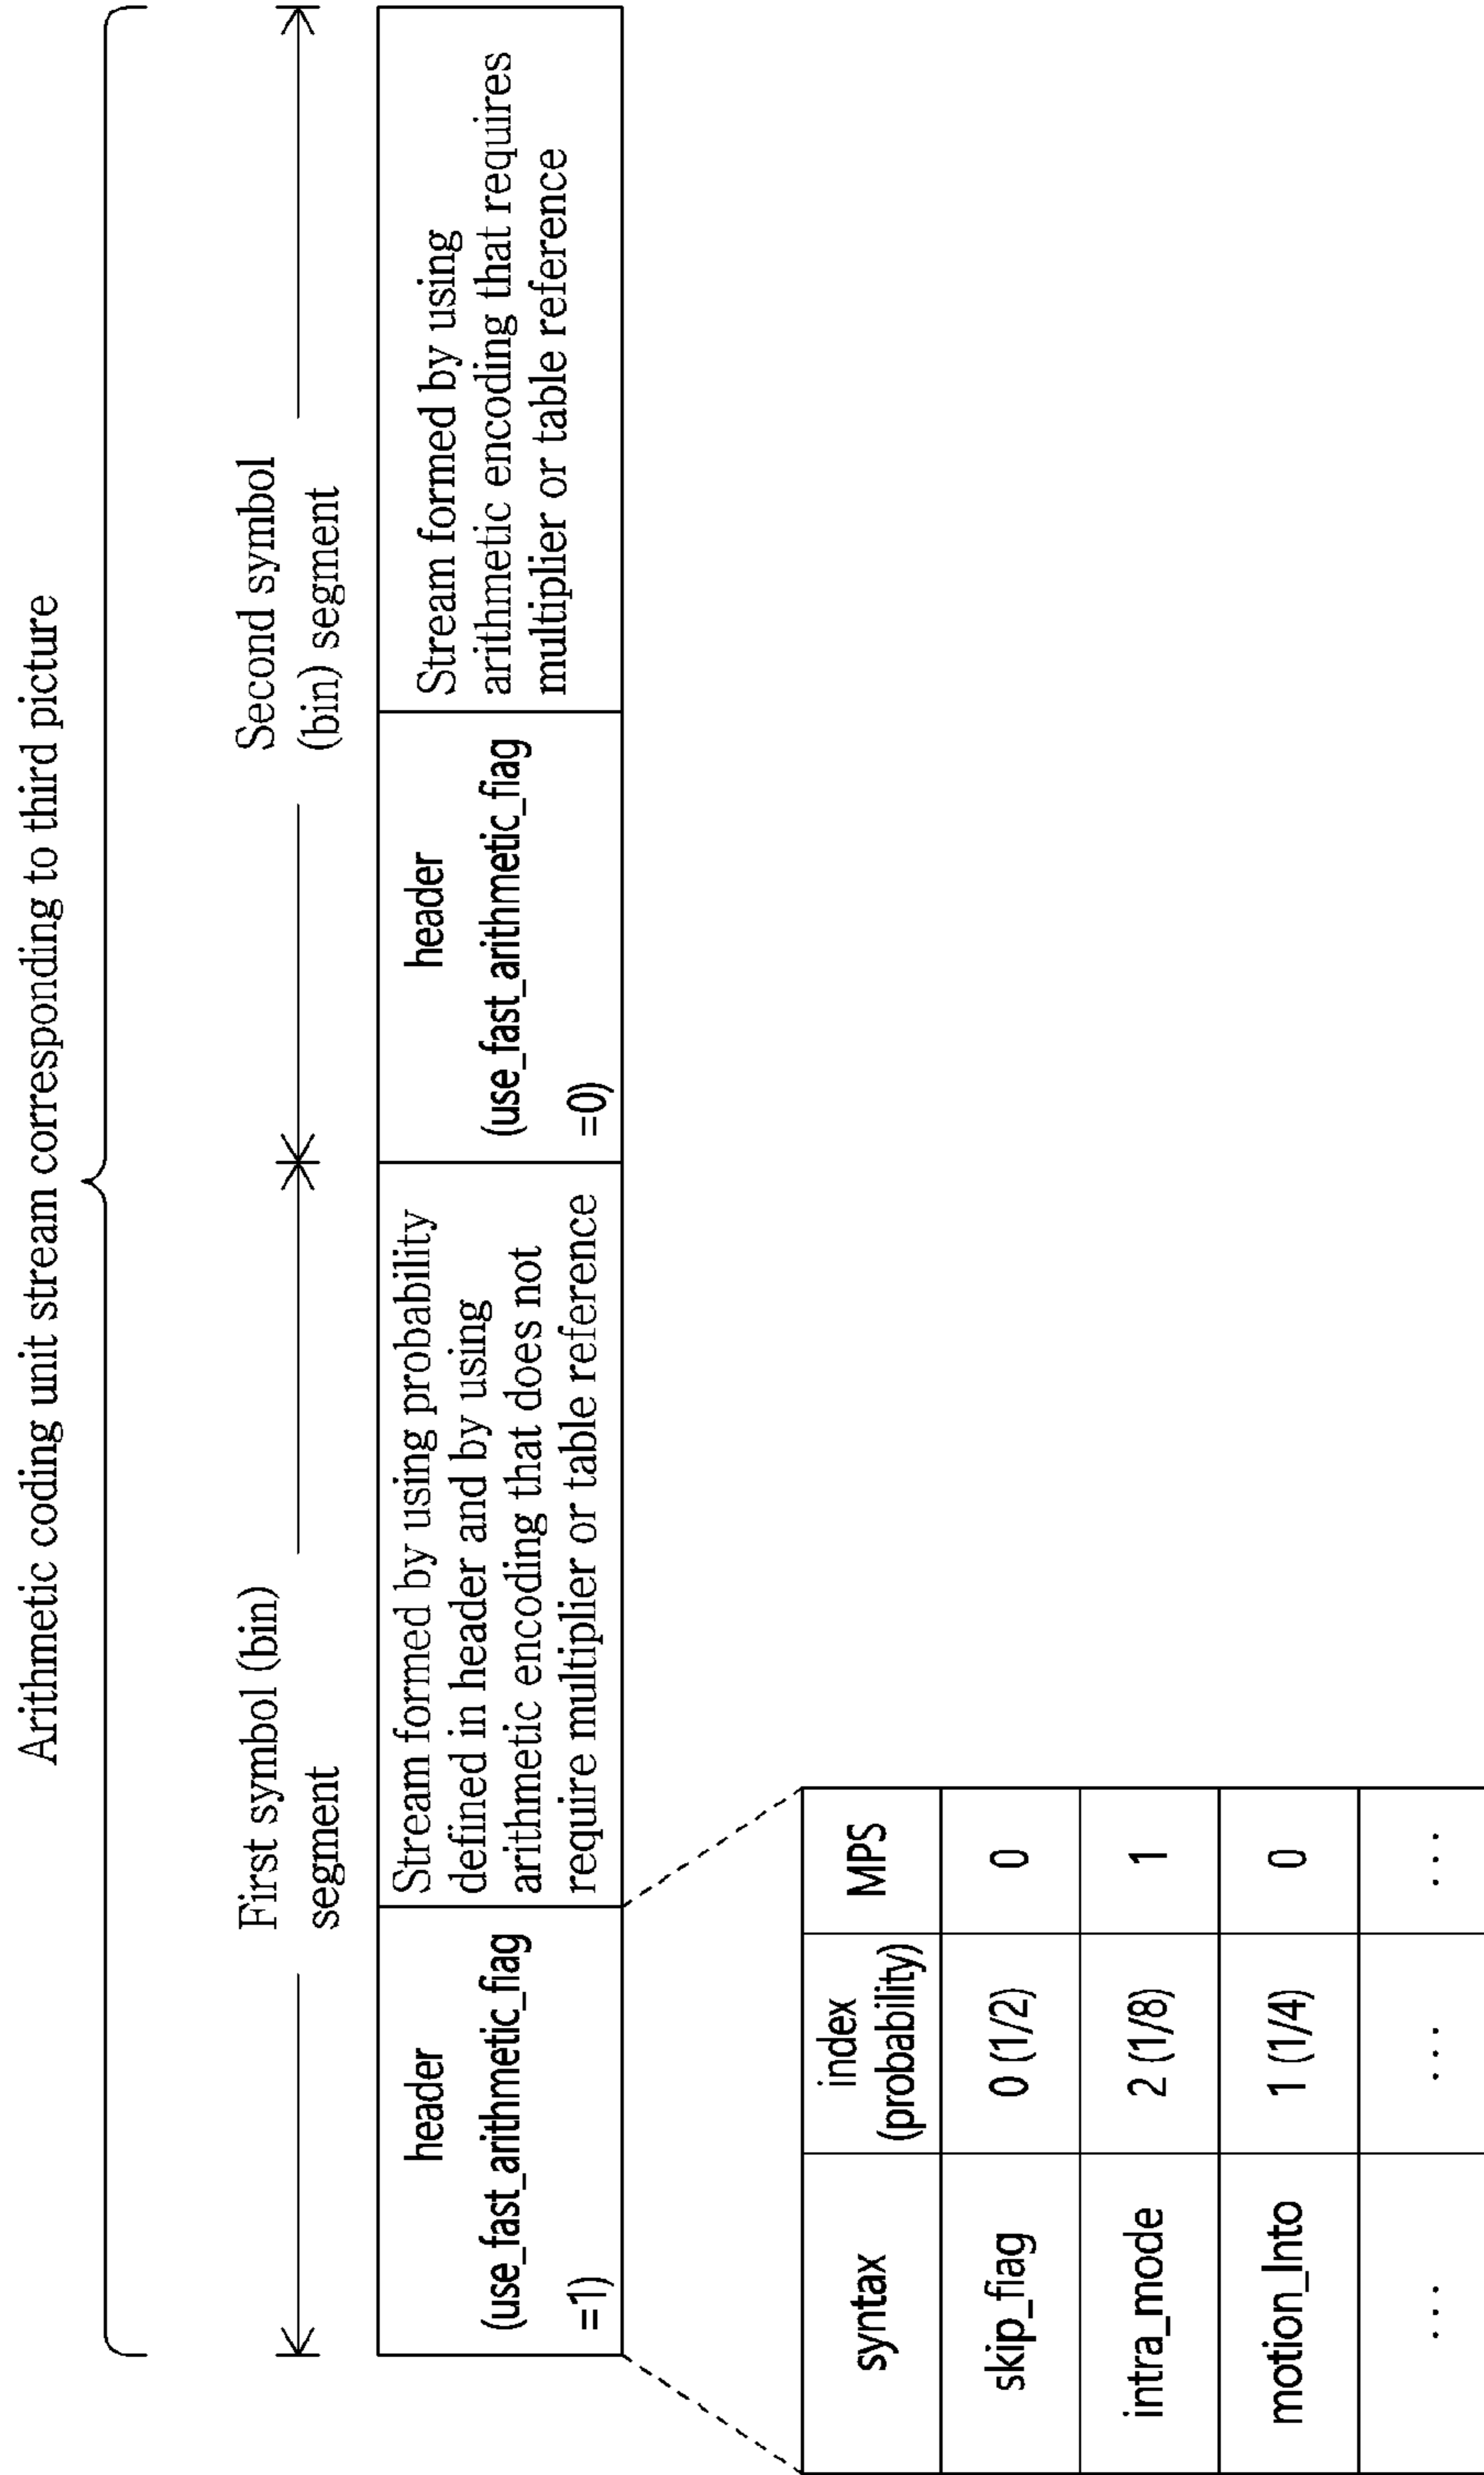 Arithmetic coding unit stream corresponding to third picture
First symbol (bin)
segment
Second symbol
(bin) segment
header
(use_fast_arithmetic_flag
=1)
Stream formed by using probability
defined in header and by using
arithmetic encoding that does not
require multiplier or table reference
header
(use_fast_arithmetic_fiag
=0)
Stream formed by using
arithmetic encoding that requires
multiplier or table reference
syntax
index
(probability)
MPS
skip_fiag
0 (1/2)
0
intra_mode
2 (1/8)
1
motion_Into
1 (1/4)
0
...
...
...